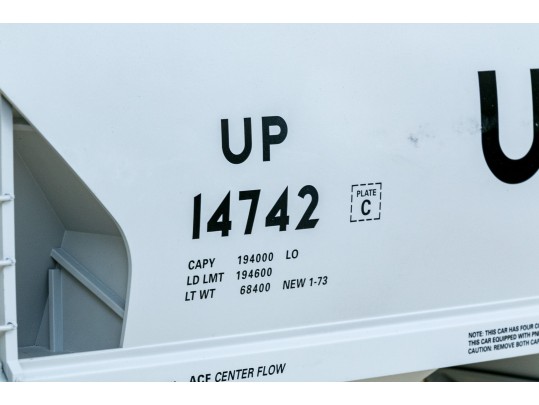 UP
U
14742
PLATE
C
CAPY 194000 LO
LD LMT 194600
LT WT 68400 NEW 1-73
NOTE: THIS CAR HAS FOUR
THIS CAR EQUIPPED WITH
CAUTION: REMOVE BOTH
ACF CENTER FLOW